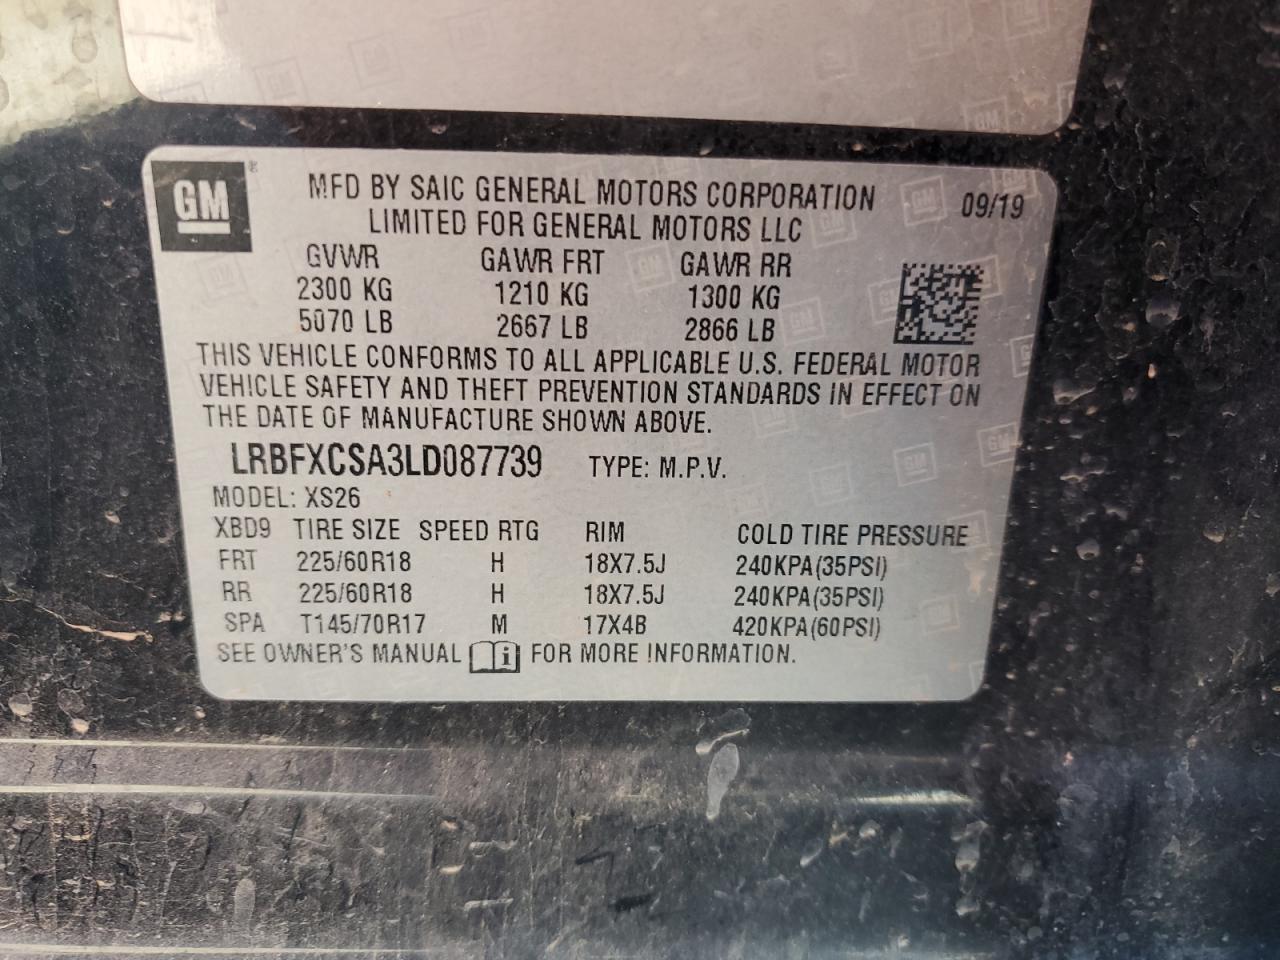 GM ®
MFD BY SAIC GENERAL MOTORS CORPORATION 09/19
LIMITED FOR GENERAL MOTORS LLC
GVWR GAWR FRT GAWR RR
2300 KG 1210 KG 1300 KG
5070 LB 2667 LB 2866 LB
THIS VEHICLE CONFORMS TO ALL APPLICABLE U.S. FEDERAL MOTOR
VEHICLE SAFETY AND THEFT PREVENTION STANDARDS IN EFFECT ON
THE DATE OF MANUFACTURE SHOWN ABOVE.
LRBFXCSA3LD087739 TYPE: M.P.V.
MODEL: XS26
XBD9 TIRE SIZE SPEED RTG RIM COLD TIRE PRESSURE
FRT 225/60R18 H 18X7.5J 240KPA(35PSI)
RR 225/60R18 H 18X7.5J 240KPA(35PSI)
SPA T145/70R17 M 17X4B 420KPA(60PSI)
SEE OWNER'S MANUAL i FOR MORE INFORMATION.